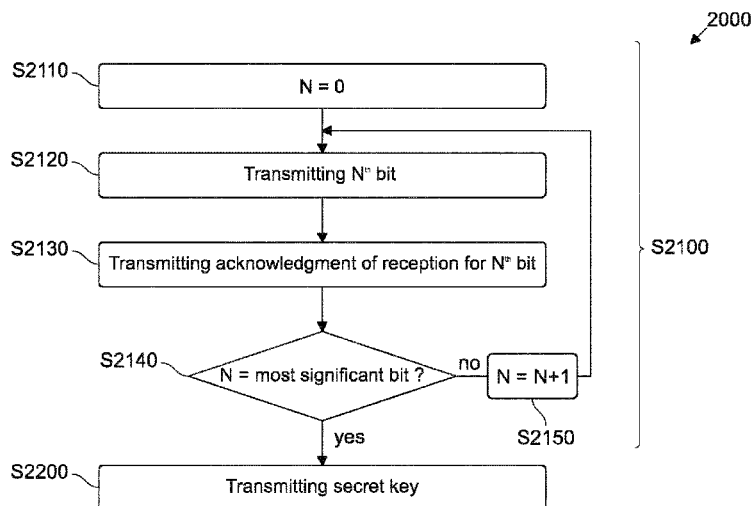 2000
S2110
N = 0
S2120
Transmitting Nᵗʰ bit
S2130
Transmitting acknowledgment of reception for Nᵗʰ bit
S2100
S2140
N = most significant bit ?
no
N = N+1
S2150
yes
S2200
Transmitting secret key